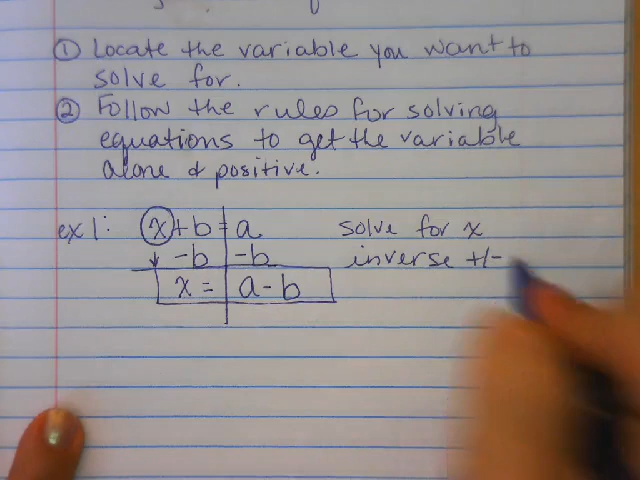 ① Locate the variable you want to
solve for.
② Follow the rules for solving
equations to get the variable
alone & positive.
ex 1: x + b = a solve for x
-b -b inverse +/-
x = a - b